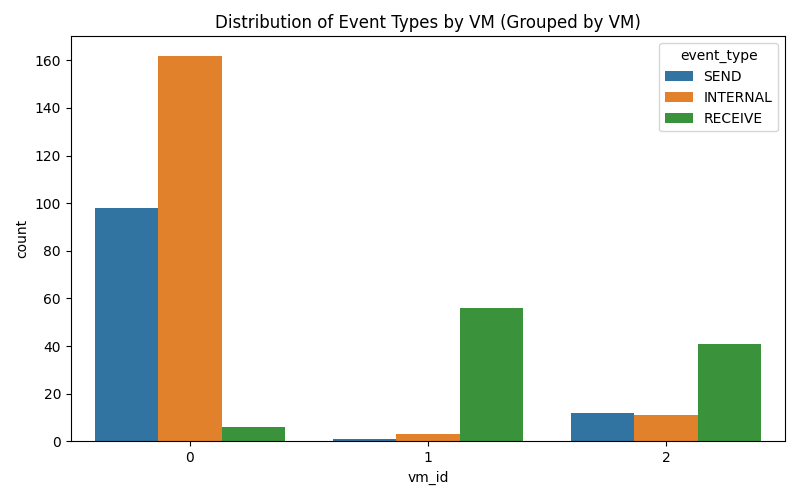 Distribution of Event Types by VM (Grouped by VM)
event_type
SEND
INTERNAL
RECEIVE
count
160
140
120
100
80
60
40
20
0
0 1 2
vm_id